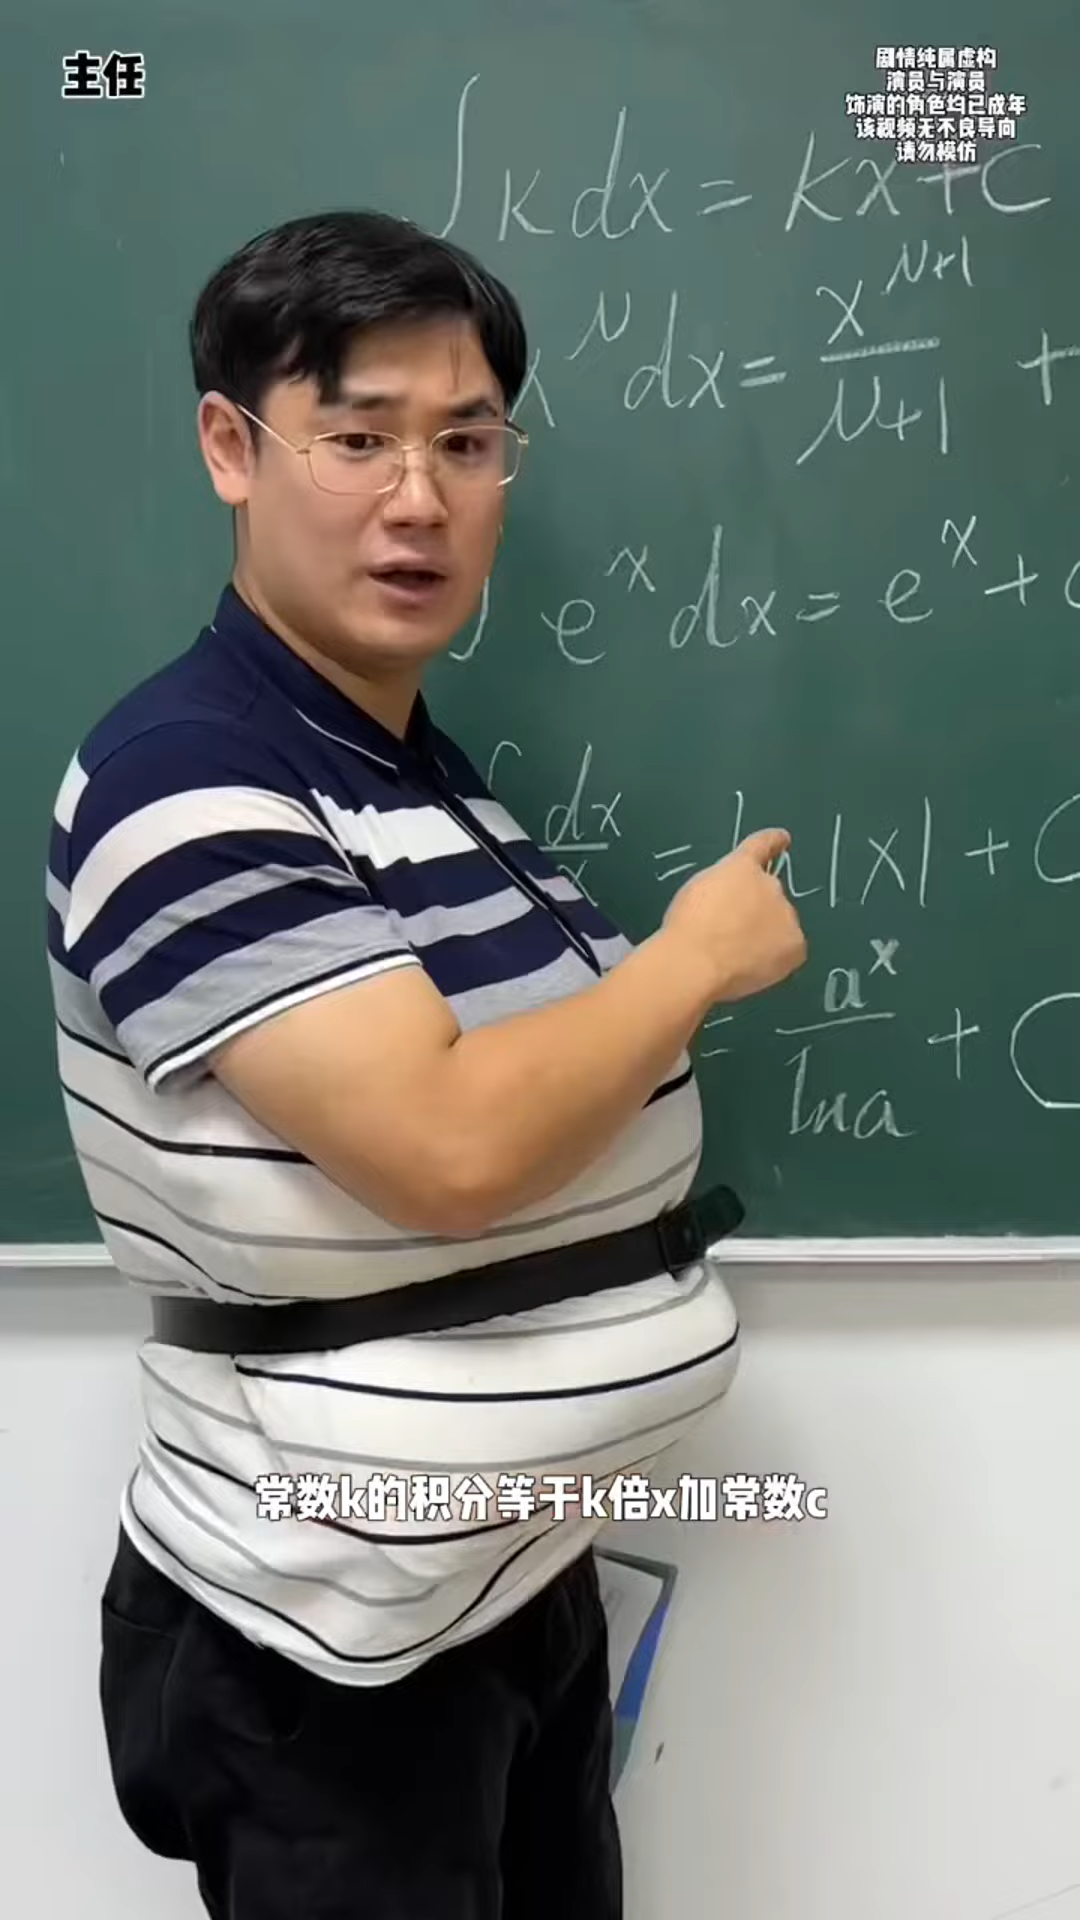 主任
剧情纯属虚构
演员与演员
饰演的角色均已成年
该视频无不良导向
请勿模仿
∫ K dx = Kx + C
x^μ dx = x^(μ+1) / (μ+1) +
∫ e^x dx = e^x + C
∫ dx/x = ln|x| + C
= a^x / lna + C
常数k的积分等于k倍x加常数c